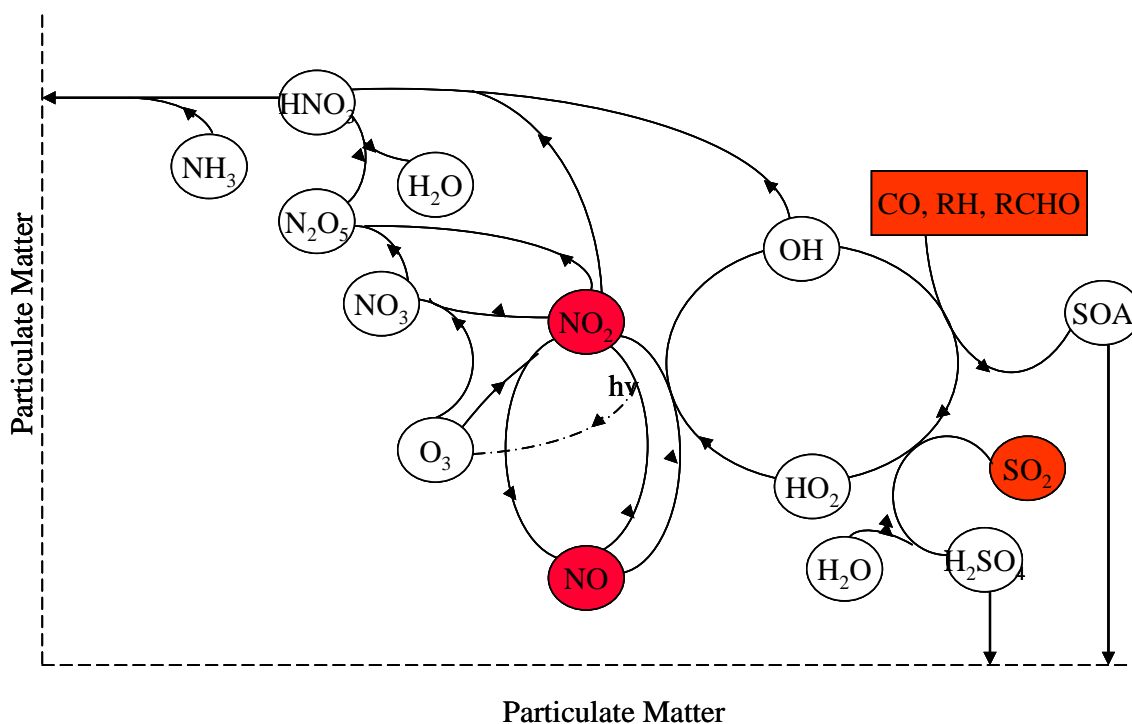 HNO₃
NH₃
H₂O
CO, RH, RCHO
N₂O₅
OH
NO₃
NO₂
SOA
Particulate Matter
hν
O₃
HO₂
SO₂
NO
H₂O
H₂SO₄
Particulate Matter